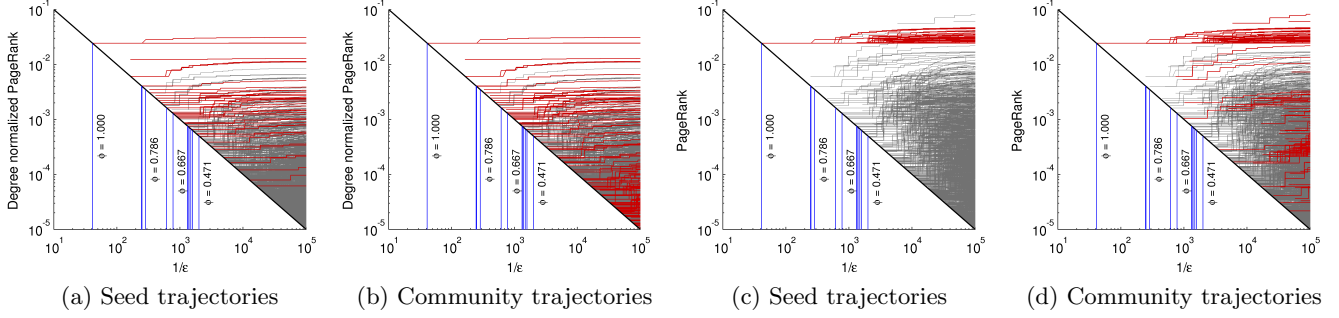 Degree normalized PageRank
10^-1
10^-2
10^-3
10^-4
10^-5
ϕ = 1.000
ϕ = 0.786
ϕ = 0.667
ϕ = 0.471
10^1 10^2 10^3 10^4 10^5
1/ε
(a) Seed trajectories
Degree normalized PageRank
10^-1
10^-2
10^-3
10^-4
10^-5
ϕ = 1.000
ϕ = 0.786
ϕ = 0.667
ϕ = 0.471
10^1 10^2 10^3 10^4 10^5
1/ε
(b) Community trajectories
PageRank
10^-1
10^-2
10^-3
10^-4
10^-5
ϕ = 1.000
ϕ = 0.786
ϕ = 0.667
ϕ = 0.471
10^1 10^2 10^3 10^4 10^5
1/ε
(c) Seed trajectories
PageRank
10^-1
10^-2
10^-3
10^-4
10^-5
ϕ = 1.000
ϕ = 0.786
ϕ = 0.667
ϕ = 0.471
10^1 10^2 10^3 10^4 10^5
1/ε
(d) Community trajectories